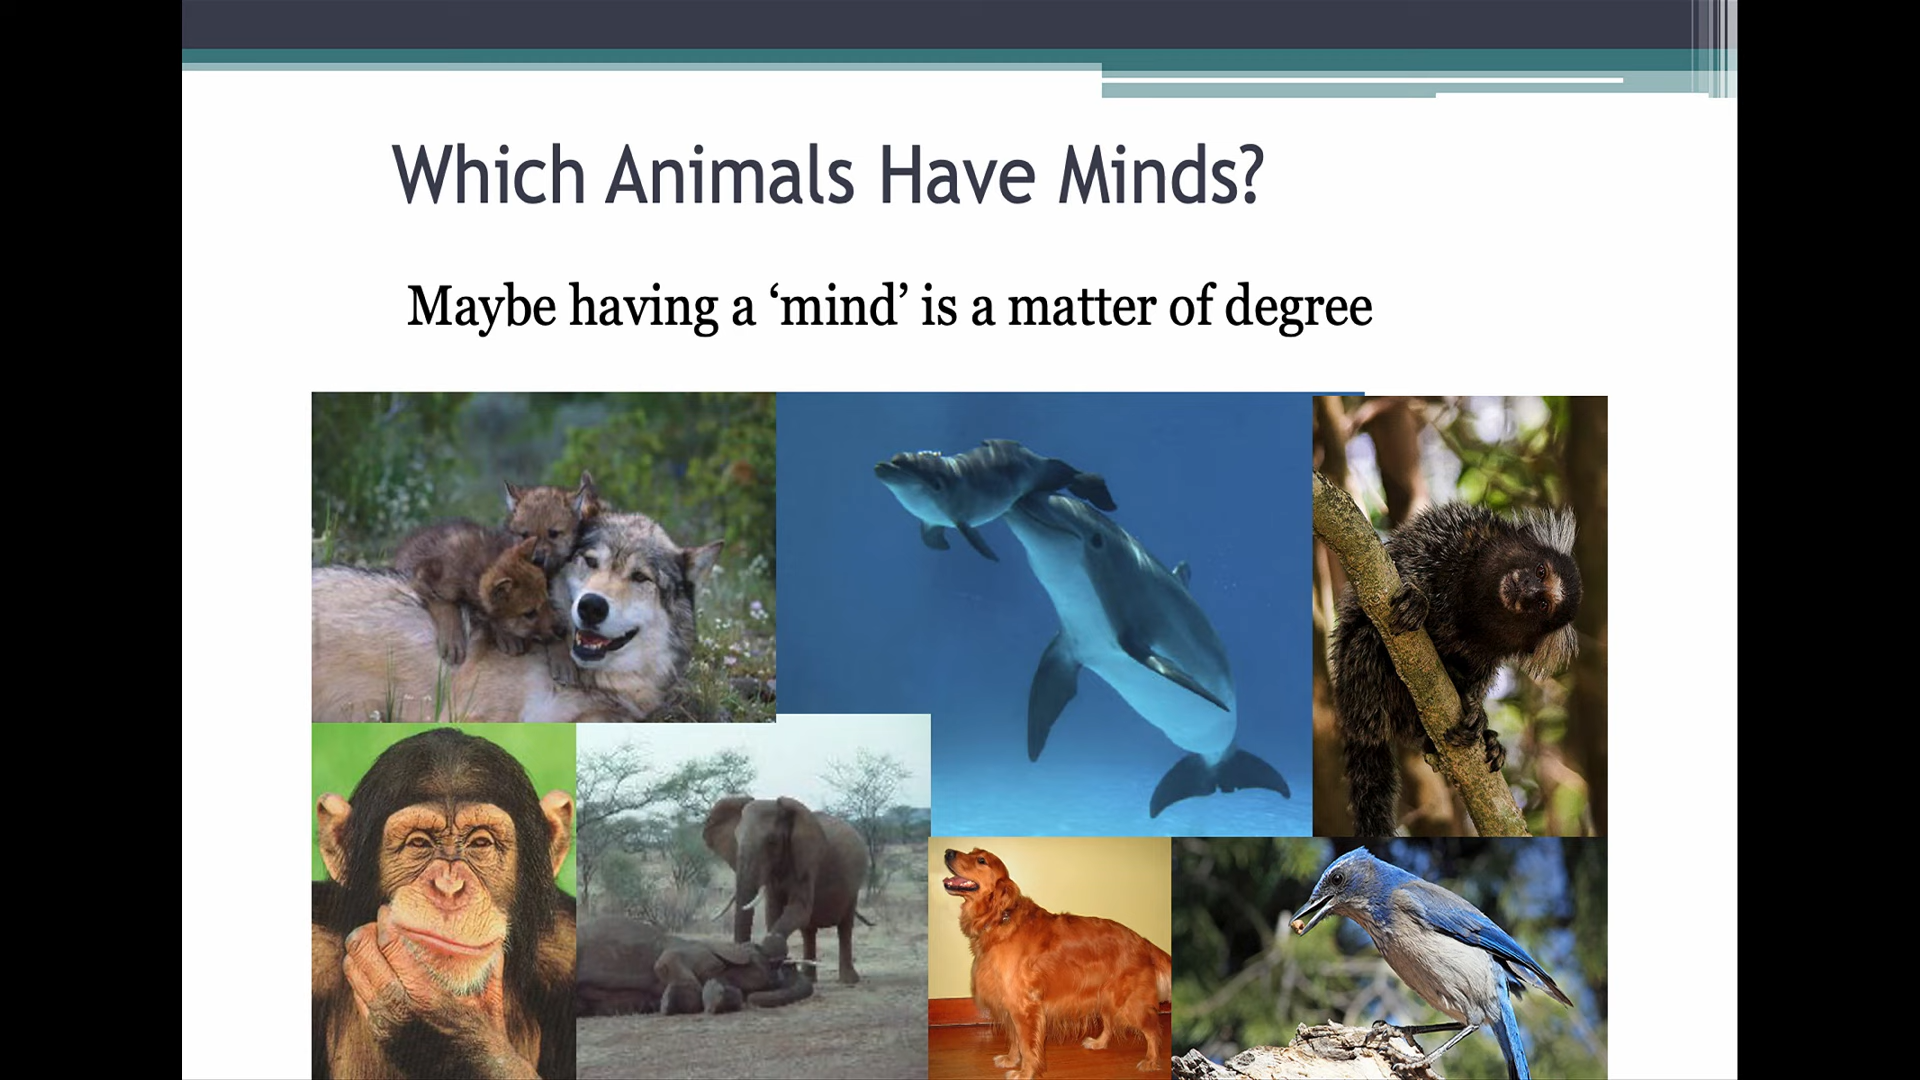 Which Animals Have Minds?
Maybe having a ‘mind’ is a matter of degree